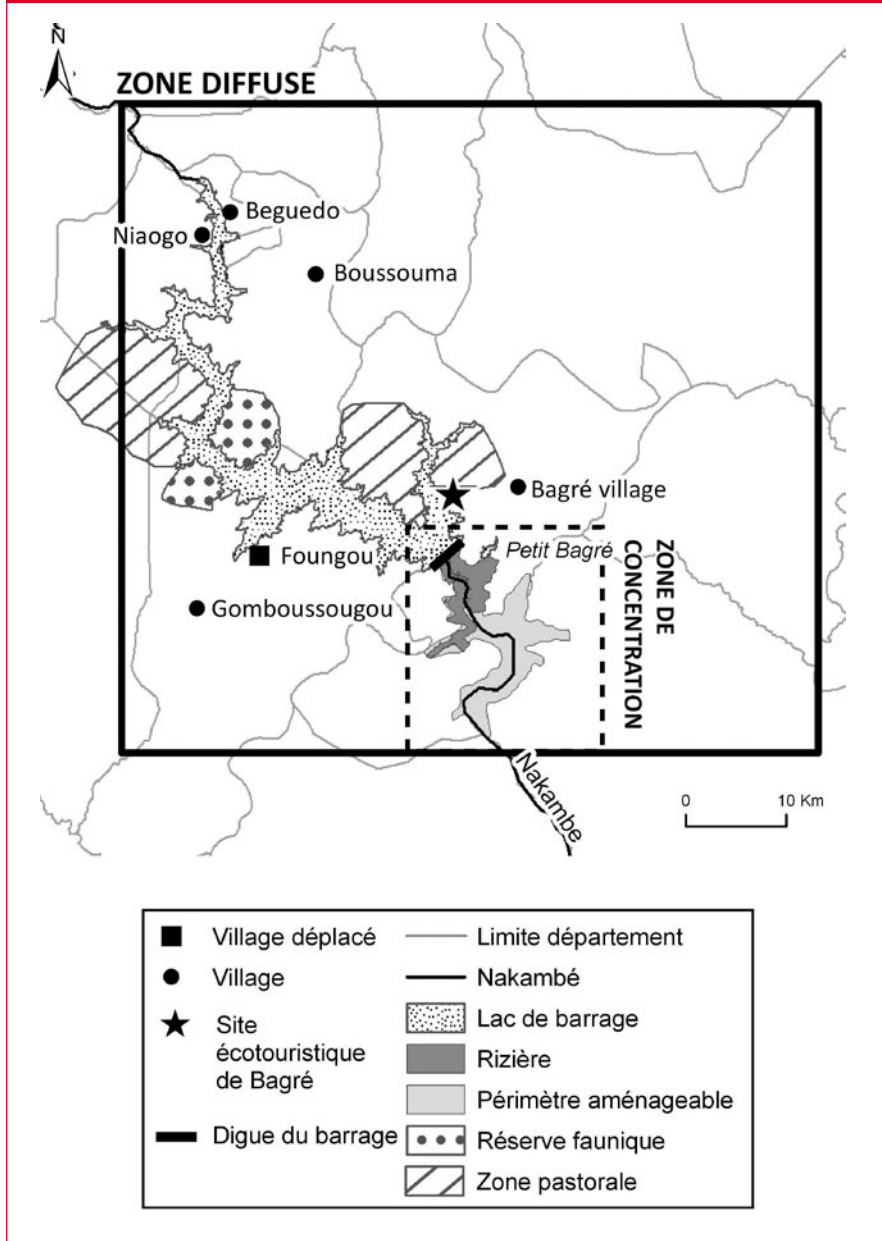 N
ZONE DIFFUSE
Beguedo
Niaogo
Boussouma
Bagré village
Petit Bagré
Foungou
Gomboussougou
ZONE DE
CONCENTRATION
Nakambe
0 10 Km
Village déplacé
Village
Site
écotouristique
de Bagré
Digue du barrage
Limite département
Nakambé
Lac de barrage
Rizière
Périmètre aménageable
Réserve faunique
Zone pastorale